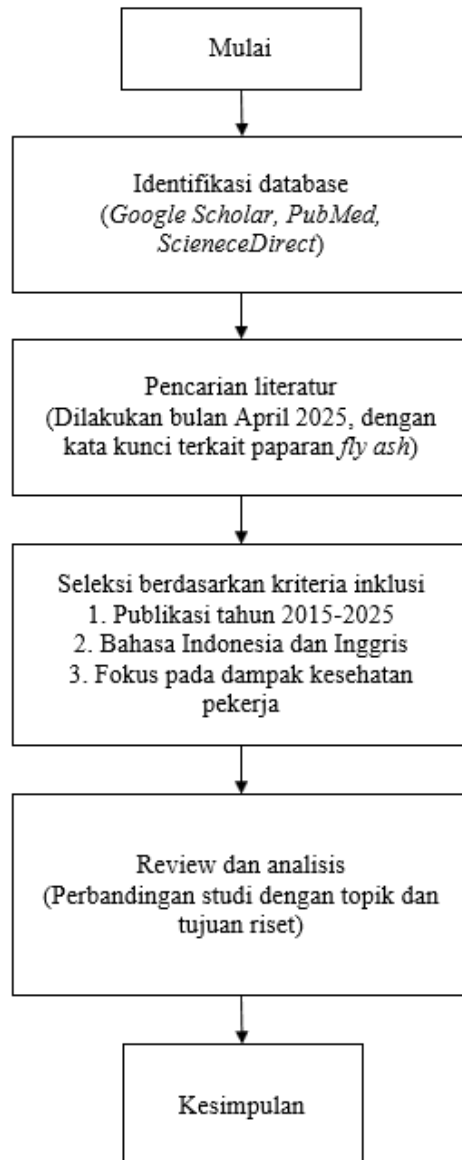 Mulai
Identifikasi database
(Google Scholar, PubMed,
ScieneceDirect)
Pencarian literatur
(Dilakukan bulan April 2025, dengan
kata kunci terkait paparan fly ash)
Seleksi berdasarkan kriteria inklusi
1. Publikasi tahun 2015-2025
2. Bahasa Indonesia dan Inggris
3. Fokus pada dampak kesehatan
pekerja
Review dan analisis
(Perbandingan studi dengan topik dan
tujuan riset)
Kesimpulan